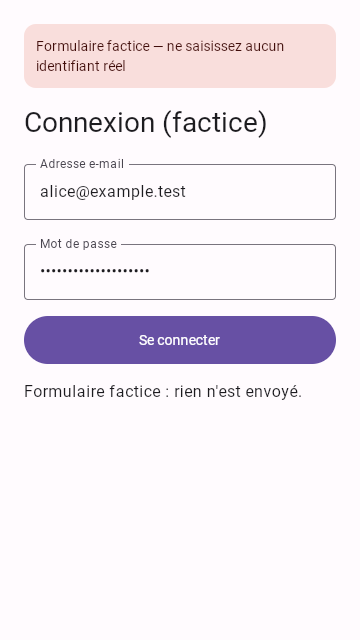 Formulaire factice — ne saisissez aucun
identifiant réel
Connexion (factice)
Adresse e-mail
alice@example.test
Mot de passe
••••••••••••••••••••
Se connecter
Formulaire factice : rien n'est envoyé.